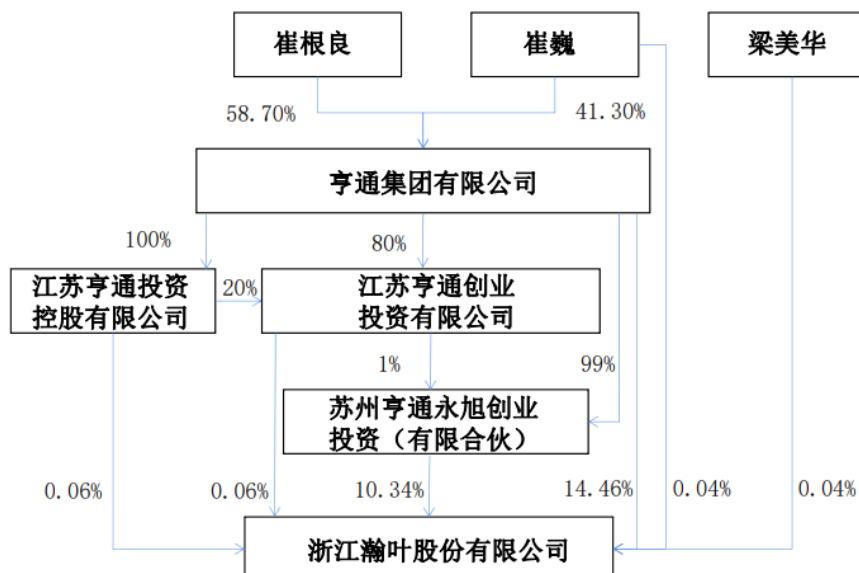 崔根良
崔巍
梁美华
58.70%
41.30%
亨通集团有限公司
100%
80%
江苏亨通投资
控股有限公司
20%
江苏亨通创业
投资有限公司
1%
99%
苏州亨通永旭创业
投资（有限合伙）
0.06%
0.06%
10.34%
14.46%
0.04%
0.04%
浙江瀚叶股份有限公司